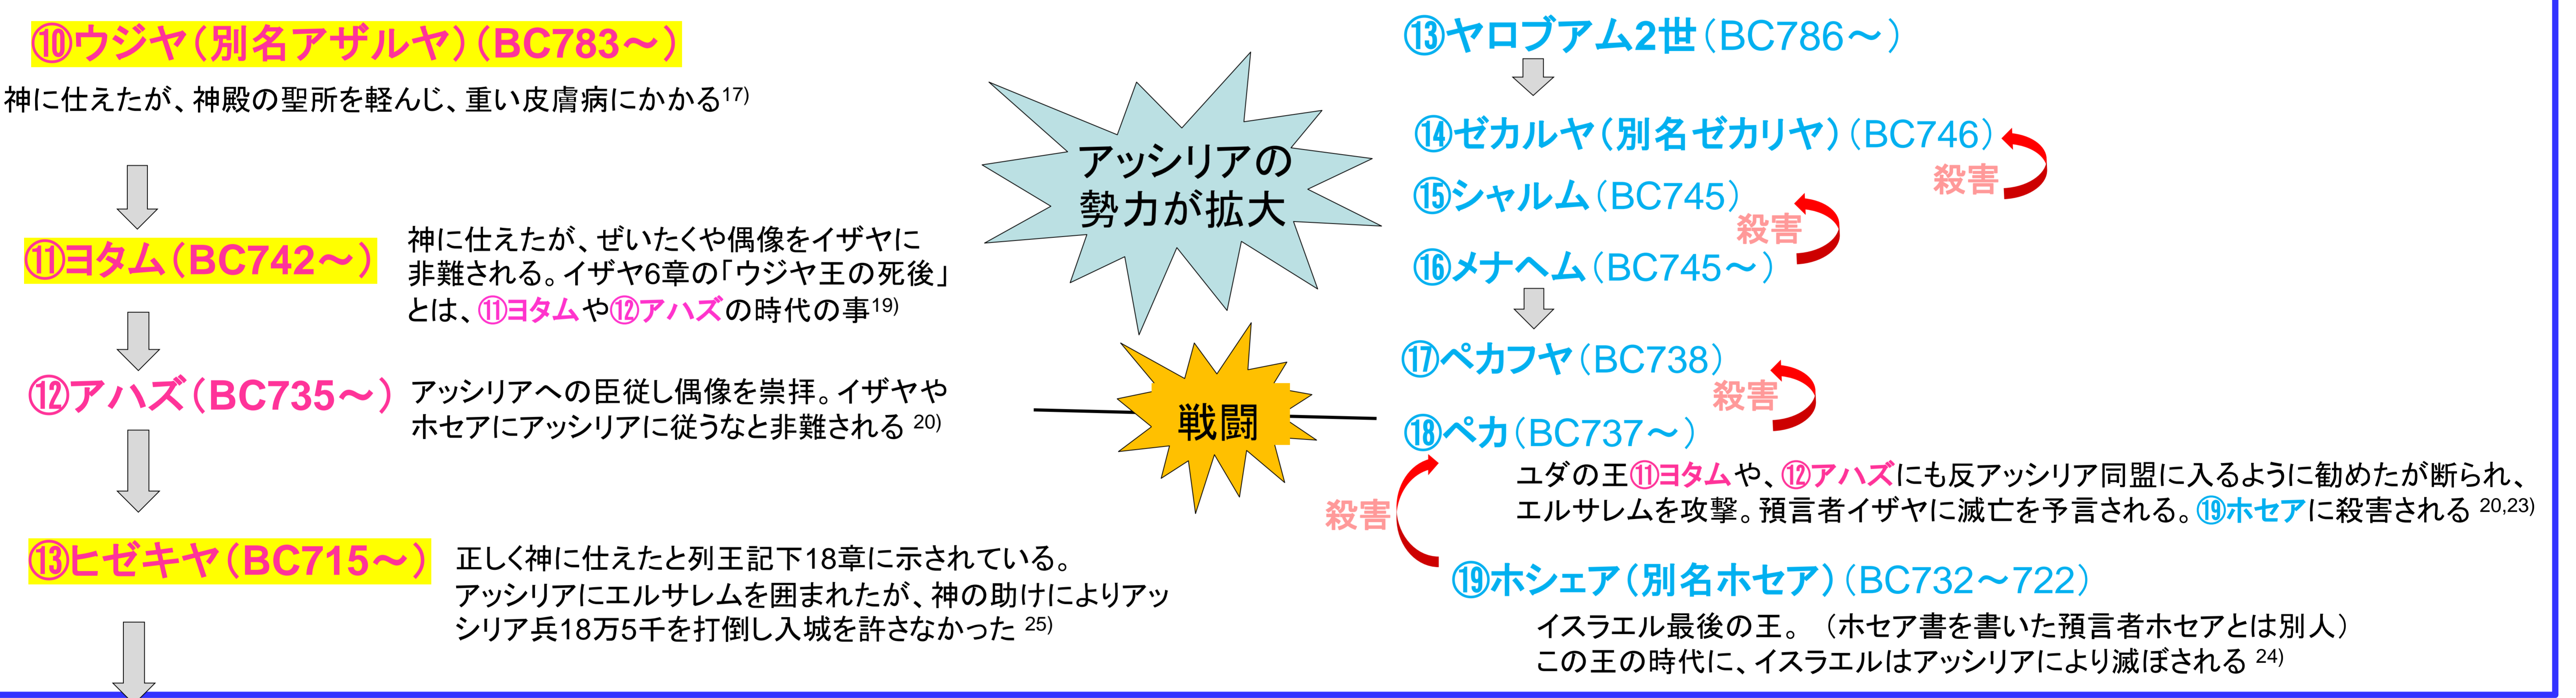 ⑩ウジヤ(別名アザルヤ)(BC783～)
神に仕えたが、神殿の聖所を軽んじ、重い皮膚病にかかる17)
⑪ヨタム(BC742～)
神に仕えたが、ぜいたくや偶像をイザヤに
非難される。イザヤ6章の「ウジヤ王の死後」
とは、⑪ヨタムや⑫アハズの時代の事19)
⑫アハズ(BC735～)
アッシリアへの臣従し偶像を崇拝。イザヤや
ホセアにアッシリアに従うなと非難される 20)
⑬ヒゼキヤ(BC715～)
正しく神に仕えたと列王記下18章に示されている。
アッシリアにエルサレムを囲まれたが、神の助けによりアッ
シリア兵18万5千を打倒し入城を許さなかった 25)
アッシリアの
勢力が拡大
戦闘
⑬ヤロブアム2世(BC786～)
⑭ゼカルヤ(別名ゼカリヤ)(BC746)
殺害
⑮シャルム(BC745)
殺害
⑯メナヘム(BC745～)
⑰ペカフヤ(BC738)
殺害
⑱ペカ(BC737～)
ユダの王⑪ヨタムや、⑫アハズにも反アッシリア同盟に入るように勧めたが断られ、
エルサレムを攻撃。預言者イザヤに滅亡を予言される。⑲ホセアに殺害される 20,23)
殺害
⑲ホシェア(別名ホセア)(BC732～722)
イスラエル最後の王。(ホセア書を書いた預言者ホセアとは別人)
この王の時代に、イスラエルはアッシリアにより滅ぼされる 24)